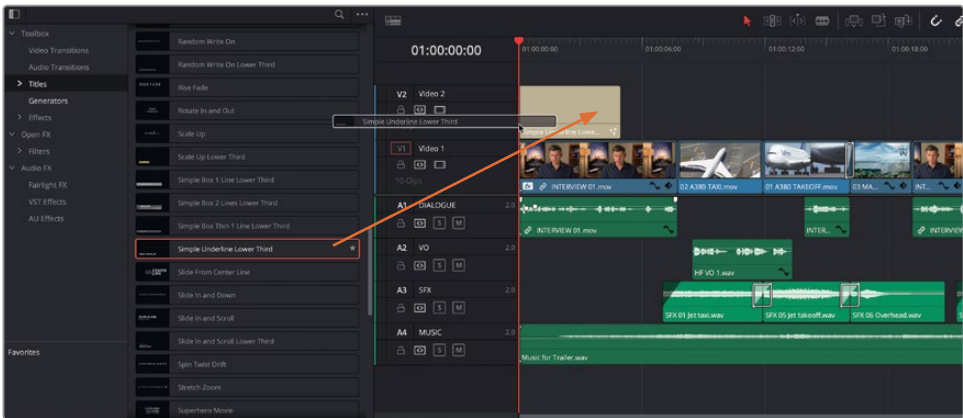 Toolbox
Video Transitions
Audio Transitions
Titles
Generators
Effects
Open FX
Filters
Audio FX
Fairlight FX
VST Effects
AU Effects
Favorites
Random Write On
Random Write On Lower Third
Rise Fade
Rotate In and Out
Scale Up
Scale Up Lower Third
Simple Box 1 Line Lower Third
Simple Box 2 Lines Lower Third
Simple Box Thin 1 Line Lower Third
Simple Underline Lower Third
Slide From Center Line
Slide In and Down
Slide In and Scroll
Slide In and Scroll Lower Third
Spin Twist Drift
Stretch Zoom
Superhero Movie
01:00:00:00
01:00:00:00
01:00:06:00
01:00:12:00
01:00:18:00
V2 Video 2
Simple Underline Lower Third
Simple Underline Lowe...
V1 Video 1
10 Clips
fx INTERVIEW 01.mov
02 A380 TAXI.mov
01 A380 TAKEOFF.mov
03 MA...
INT...
A1 DIALOGUE 2.0
S M
INTERVIEW 01.mov
INTER...
INTERVIEW
A2 VO 2.0
S M
HF VO 1.wav
A3 SFX 2.0
S M
SFX 01 Jet taxi.wav
SFX 05 Jet takeoff.wav
SFX 06 Overhead.wav
A4 MUSIC 2.0
S M
Music for Trailer.wav